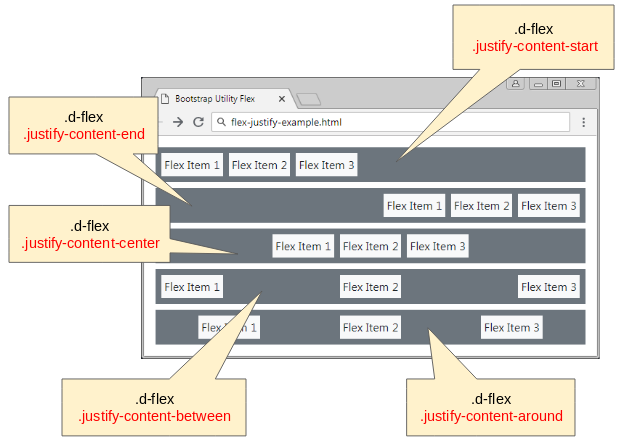 .d-flex
.justify-content-start
Bootstrap Utility Flex
.d-flex
.justify-content-end
flex-justify-example.html
Flex Item 1 Flex Item 2 Flex Item 3
Flex Item 1 Flex Item 2 Flex Item 3
.d-flex
.justify-content-center
Flex Item 1 Flex Item 2 Flex Item 3
Flex Item 1 Flex Item 2 Flex Item 3
Flex Item 1 Flex Item 2 Flex Item 3
.d-flex
.justify-content-between
.d-flex
.justify-content-around